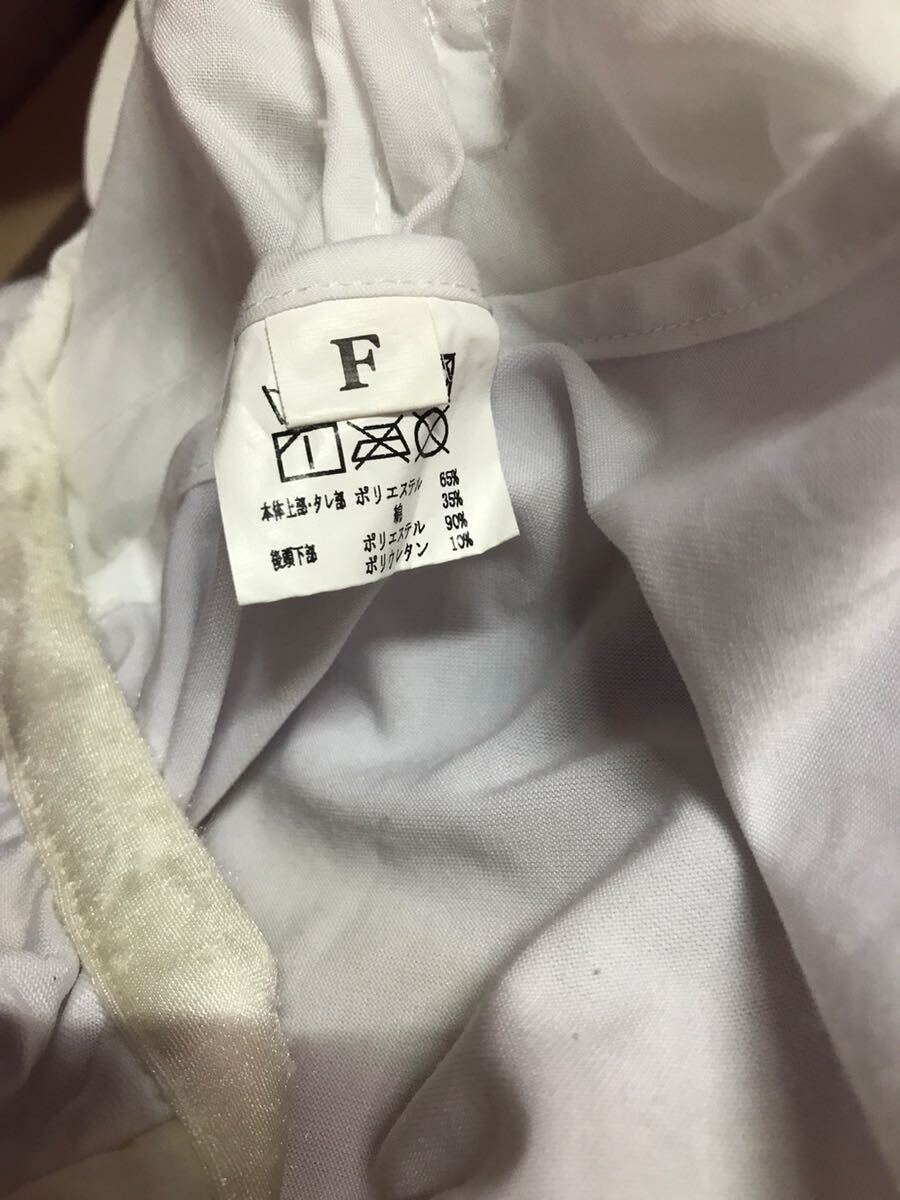 F
本体上部・タレ部 ポリエステル 65%
綿 35%
後頭下部 ポリエステル 90%
ポリウレタン 10%